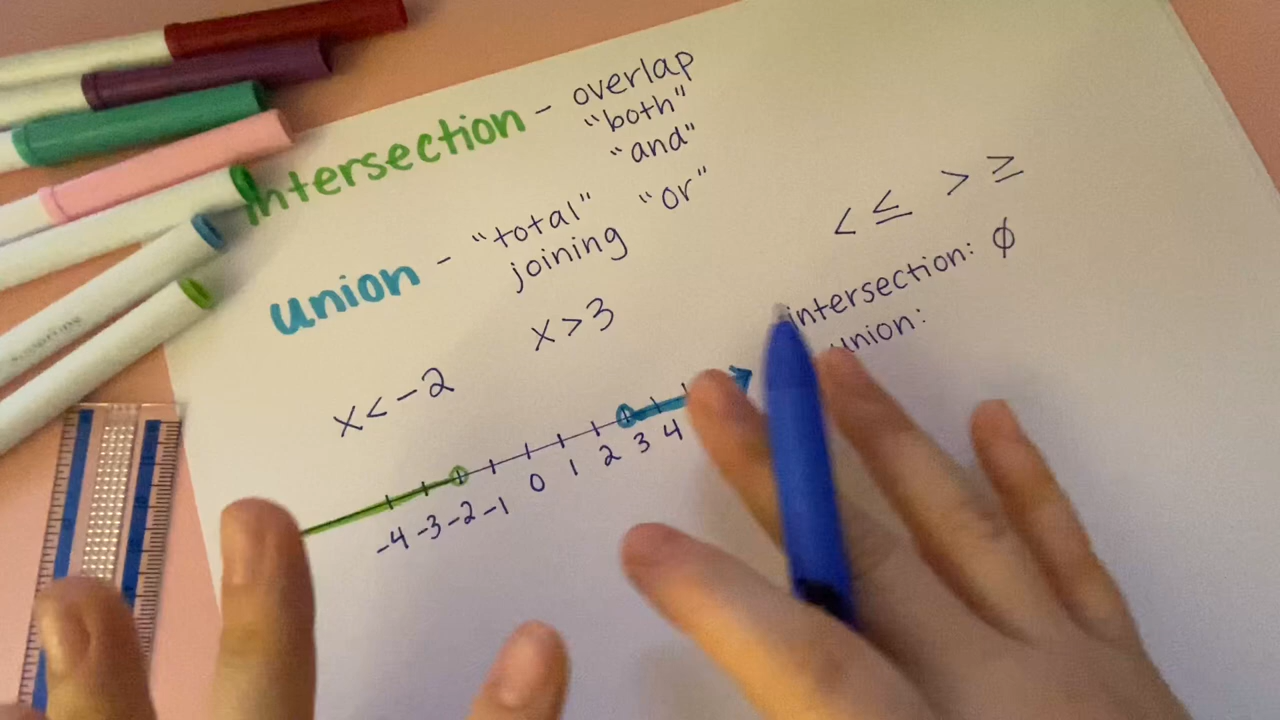 intersection - overlap
"both"
"and"
union - "total" "or"
joining
< ≤ > ≥
intersection: ∅
union:
x < -2
x > 3
-4 -3 -2 -1 0 1 2 3 4